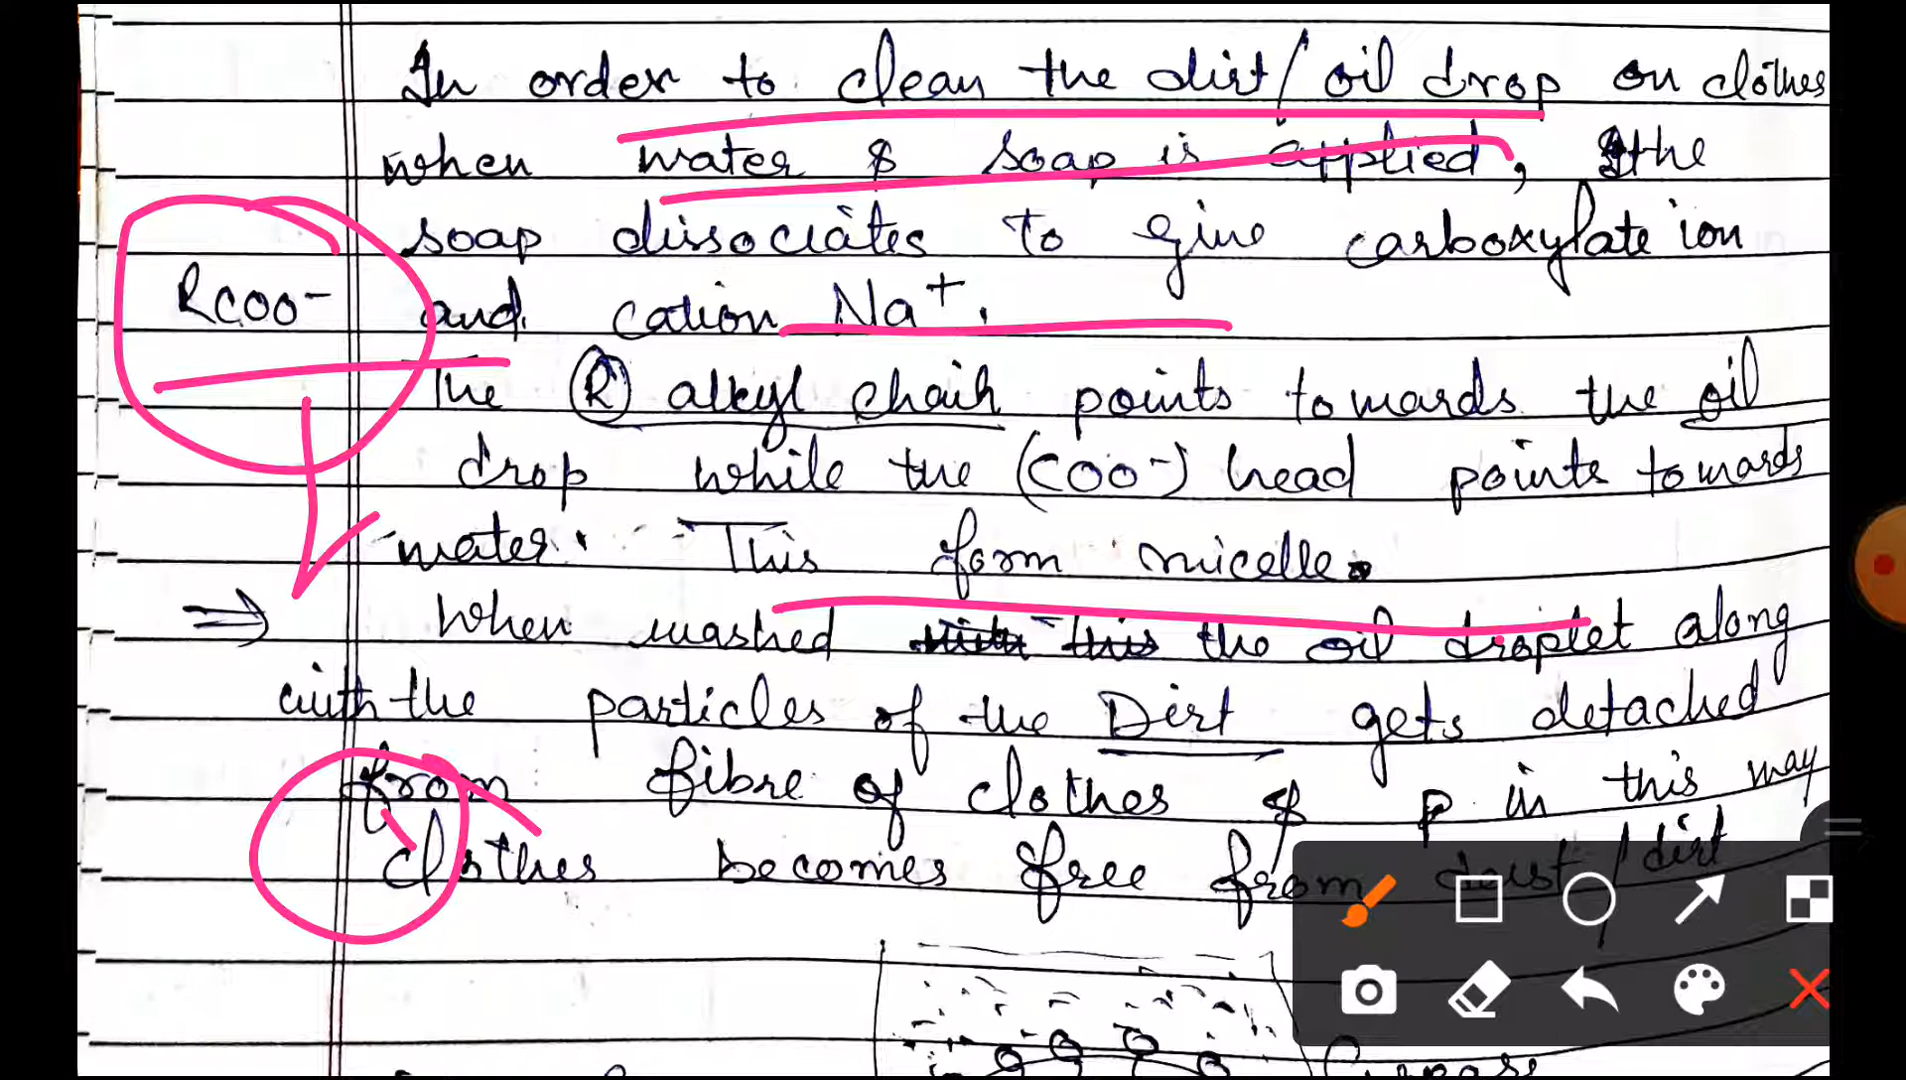 In order to clean the dirt/oil drop on clothes
when water & soap is applied, the
soap dissociates to give carboxylate ion
RCOO⁻ and cation Na⁺.
The (R) alkyl chain points towards the oil
drop while the (COO⁻) head points towards
water. This form micelle.
⇒ When washed with this the oil droplet along
with the particles of the Dirt gets detached
from fibre of clothes & p in this way
clothes becomes free from dust/dirt
Grease